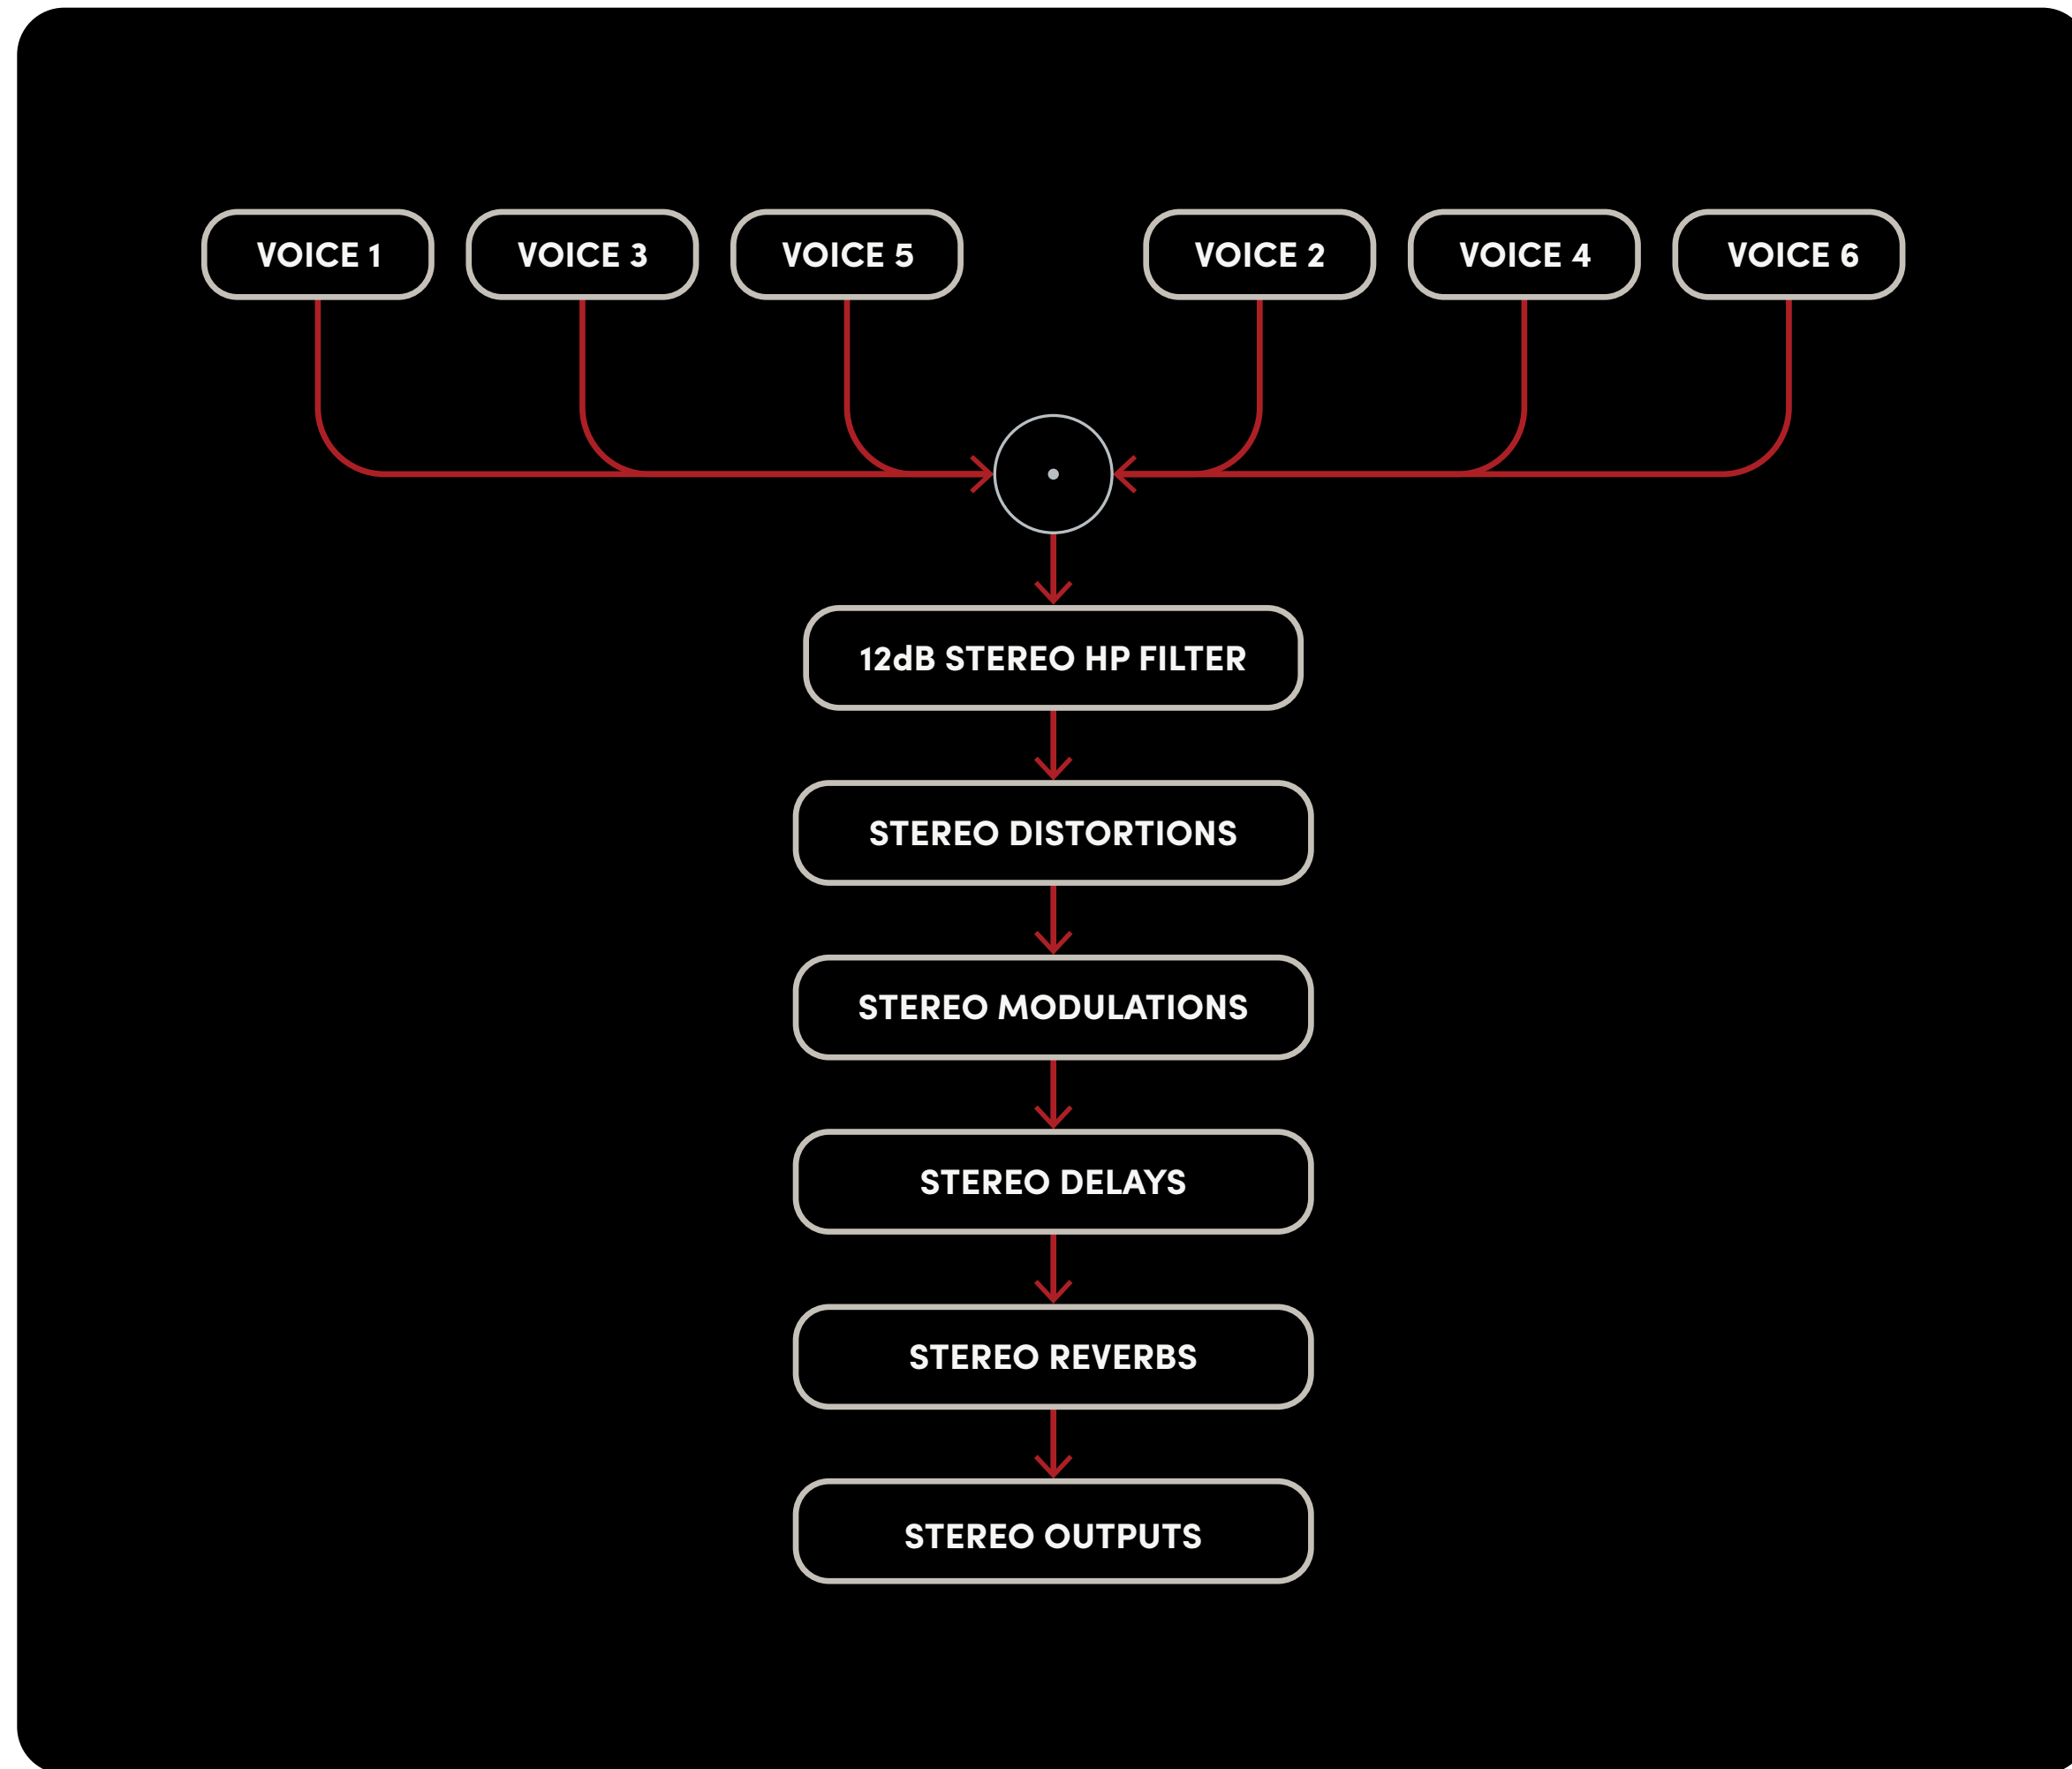 VOICE 1
VOICE 3
VOICE 5
VOICE 2
VOICE 4
VOICE 6
12dB STEREO HP FILTER
STEREO DISTORTIONS
STEREO MODULATIONS
STEREO DELAYS
STEREO REVERBS
STEREO OUTPUTS